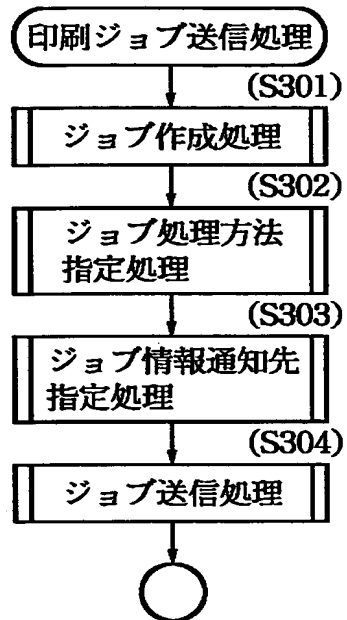 印刷ジョブ送信処理
(S301)
ジョブ作成処理
(S302)
ジョブ処理方法
指定処理
(S303)
ジョブ情報通知先
指定処理
(S304)
ジョブ送信処理